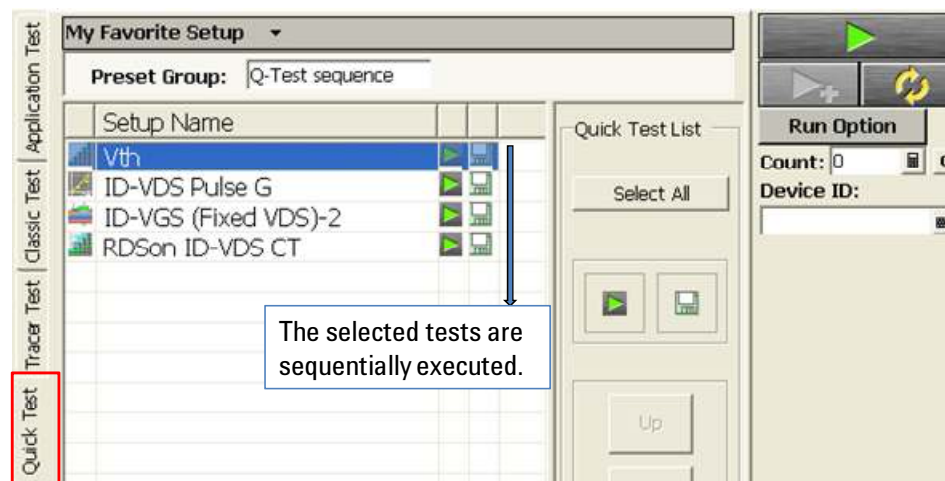 Application Test
Classic Test
Tracer Test
Quick Test
My Favorite Setup
Preset Group: Q-Test sequence
Setup Name
Vth
ID-VDS Pulse G
ID-VGS (Fixed VDS)-2
RDSon ID-VDS CT
The selected tests are
sequentially executed.
Quick Test List
Select All
Up
Run Option
Count: 0
Device ID: